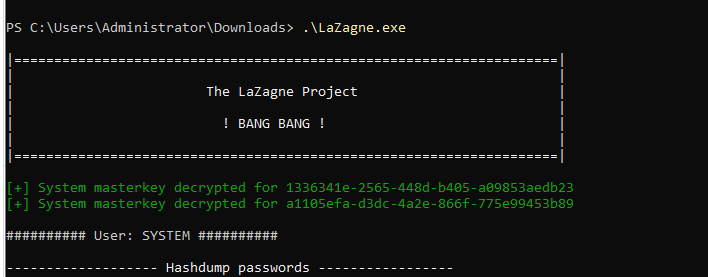 PS C:\Users\Administrator\Downloads> .\LaZagne.exe
|====================================================================|
|                                                                    |
|                        The LaZagne Project                         |
|                                                                    |
|                          ! BANG BANG !                             |
|                                                                    |
|====================================================================|
[+] System masterkey decrypted for 1336341e-2565-448d-b405-a09853aedb23
[+] System masterkey decrypted for a1105efa-d3dc-4a2e-866f-775e99453b89
########## User: SYSTEM ##########
------------------- Hashdump passwords -----------------